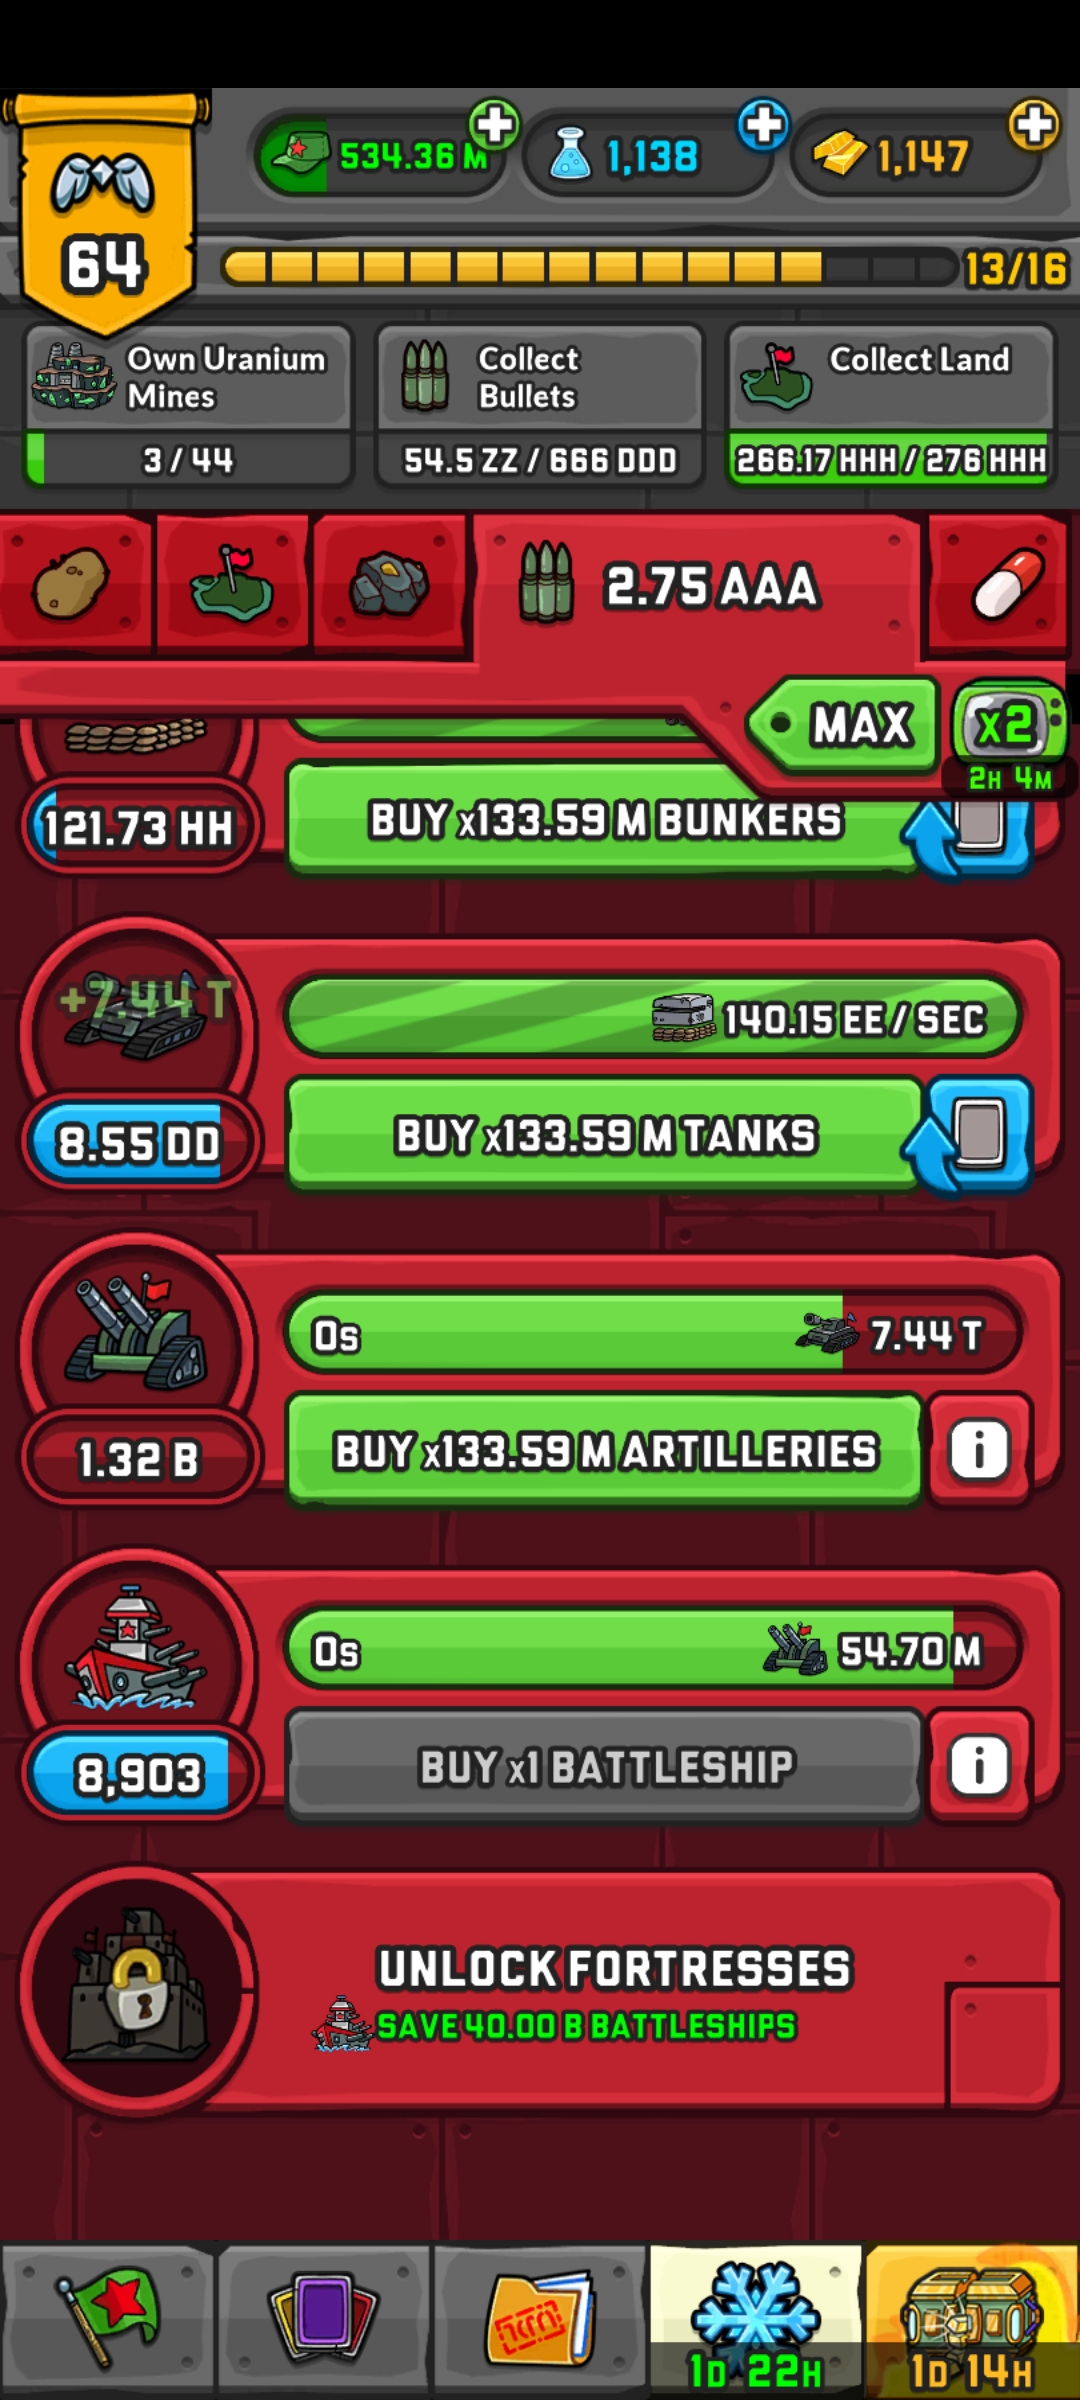 534.36 M
1,138
1,147
64
13/16
Own Uranium
Mines
3 / 44
Collect
Bullets
54.5 ZZ / 666 DDD
Collect Land
266.17 HHH / 276 HHH
2.75 AAA
MAX
x2
2H 4M
121.73 HH
BUY x133.59 M BUNKERS
+7.44 T
140.15 EE / SEC
8.55 DD
BUY x133.59 M TANKS
0s
7.44 T
1.32 B
BUY x133.59 M ARTILLERIES
i
0s
54.70 M
8,903
BUY x1 BATTLESHIP
i
UNLOCK FORTRESSES
SAVE 40.00 B BATTLESHIPS
1D 22H
1D 14H